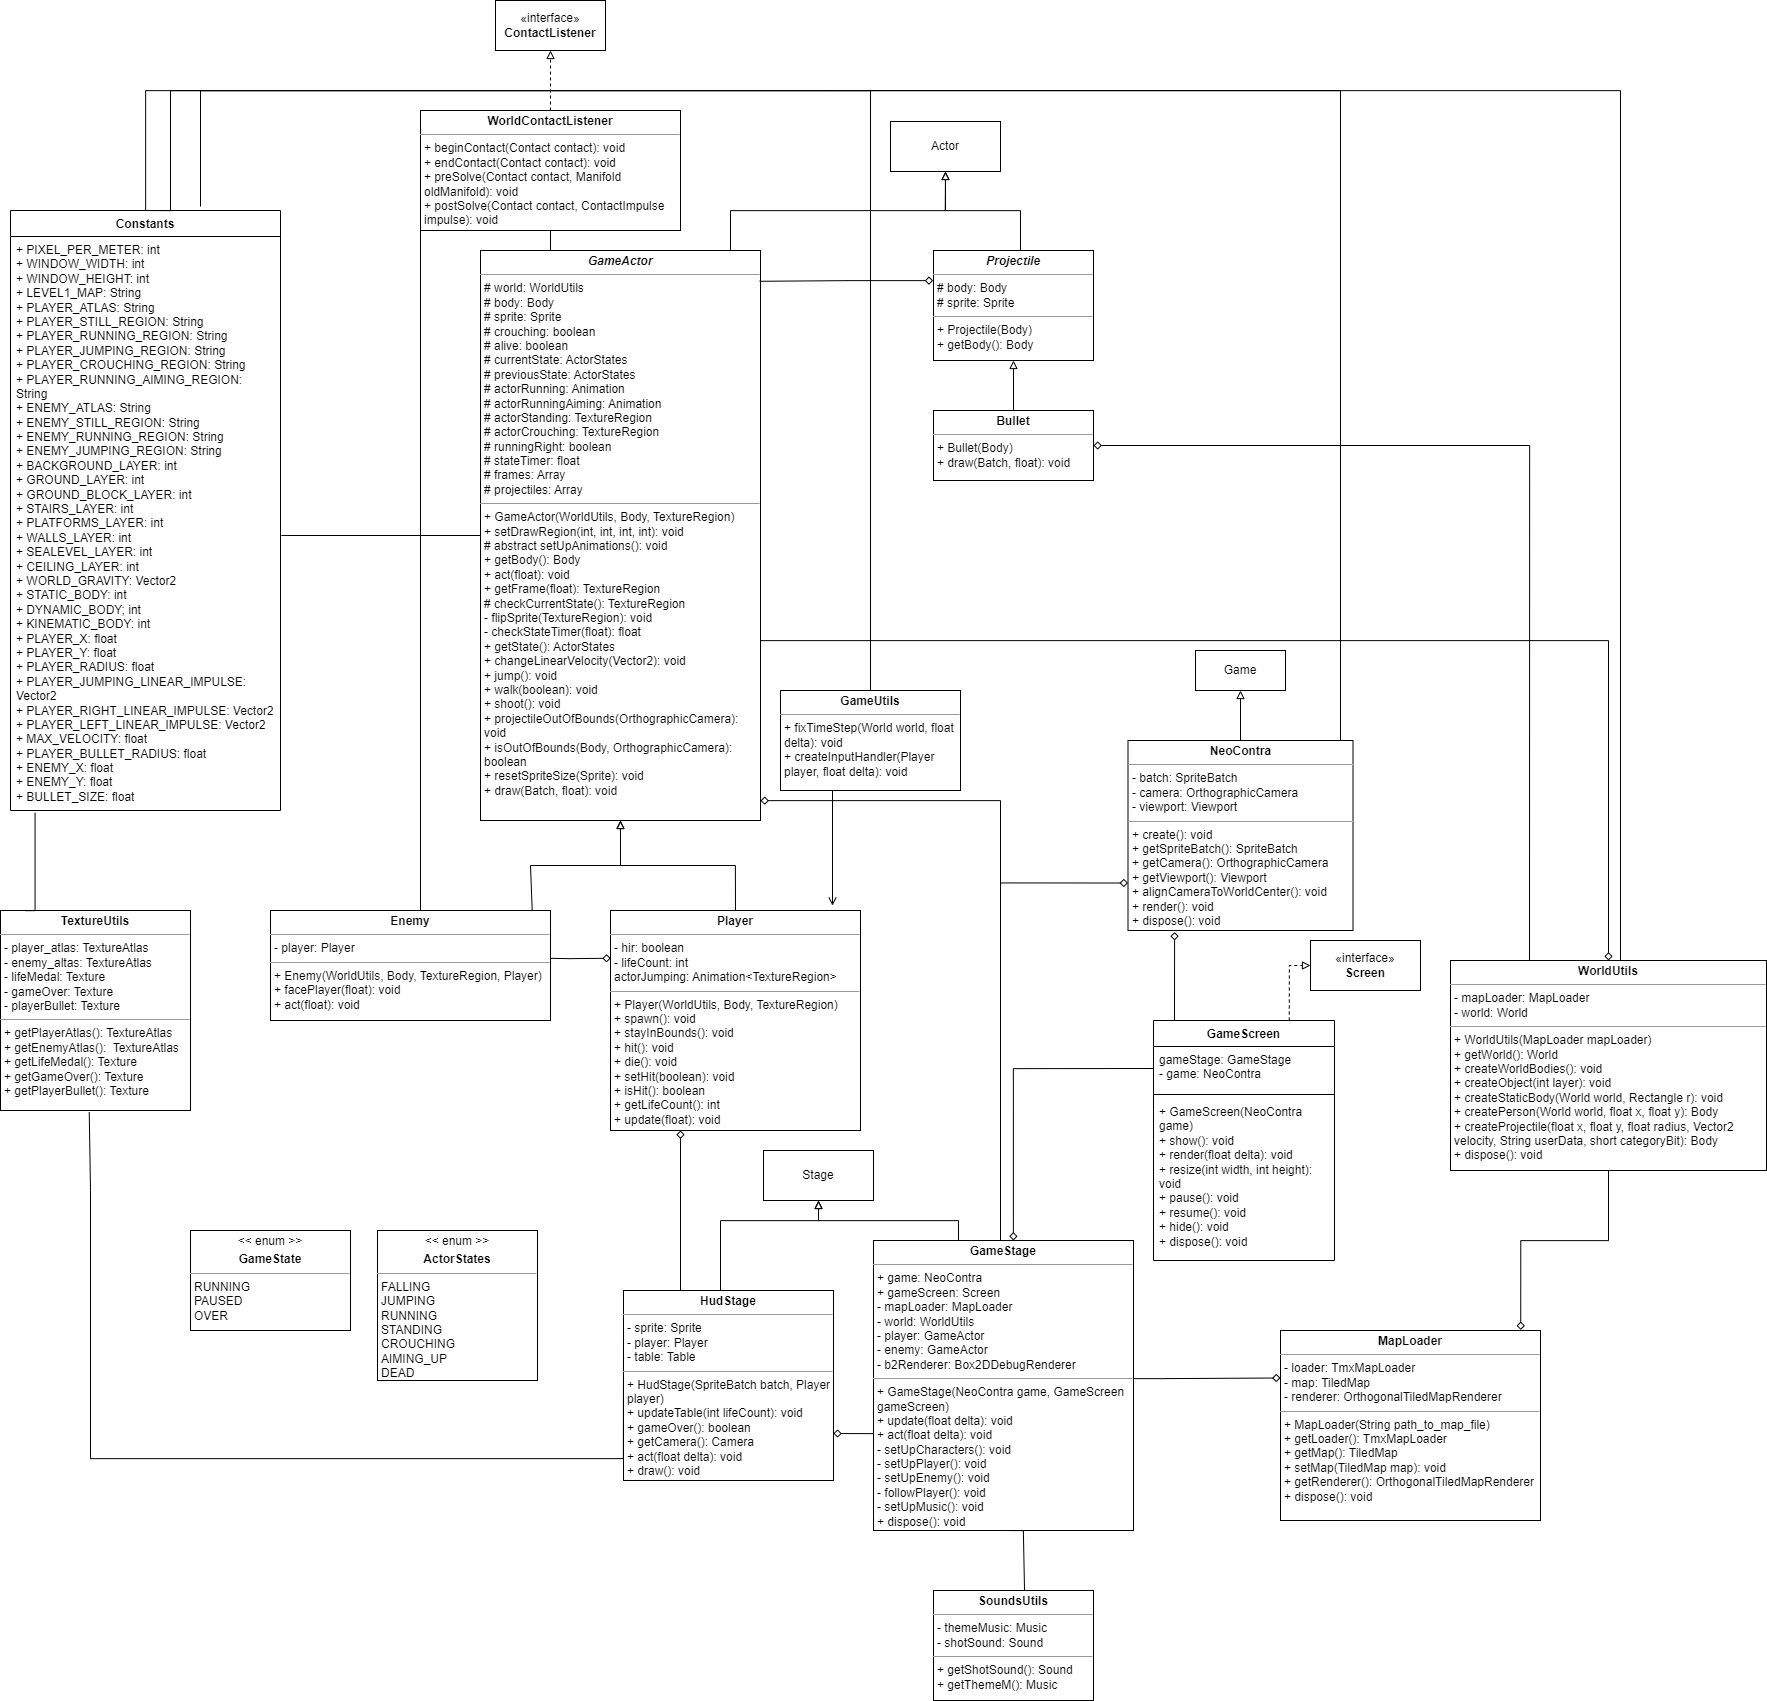 «interface»
ContactListener
WorldContactListener
+ beginContact(Contact contact): void
+ endContact(Contact contact): void
+ preSolve(Contact contact, Manifold
oldManifold): void
+ postSolve(Contact contact, ContactImpulse
impulse): void
Actor
Constants
+ PIXEL_PER_METER: int
+ WINDOW_WIDTH: int
+ WINDOW_HEIGHT: int
+ LEVEL1_MAP: String
+ PLAYER_ATLAS: String
+ PLAYER_STILL_REGION: String
+ PLAYER_RUNNING_REGION: String
+ PLAYER_JUMPING_REGION: String
+ PLAYER_CROUCHING_REGION: String
+ PLAYER_RUNNING_AIMING_REGION:
String
+ ENEMY_ATLAS: String
+ ENEMY_STILL_REGION: String
+ ENEMY_RUNNING_REGION: String
+ ENEMY_JUMPING_REGION: String
+ BACKGROUND_LAYER: int
+ GROUND_LAYER: int
+ GROUND_BLOCK_LAYER: int
+ STAIRS_LAYER: int
+ PLATFORMS_LAYER: int
+ WALLS_LAYER: int
+ SEALEVEL_LAYER: int
+ CEILING_LAYER: int
+ WORLD_GRAVITY: Vector2
+ STATIC_BODY: int
+ DYNAMIC_BODY; int
+ KINEMATIC_BODY: int
+ PLAYER_X: float
+ PLAYER_Y: float
+ PLAYER_RADIUS: float
+ PLAYER_JUMPING_LINEAR_IMPULSE:
Vector2
+ PLAYER_RIGHT_LINEAR_IMPULSE: Vector2
+ PLAYER_LEFT_LINEAR_IMPULSE: Vector2
+ MAX_VELOCITY: float
+ PLAYER_BULLET_RADIUS: float
+ ENEMY_X: float
+ ENEMY_Y: float
+ BULLET_SIZE: float
GameActor
# world: WorldUtils
# body: Body
# sprite: Sprite
# crouching: boolean
# alive: boolean
# currentState: ActorStates
# previousState: ActorStates
# actorRunning: Animation
# actorRunningAiming: Animation
# actorStanding: TextureRegion
# actorCrouching: TextureRegion
# runningRight: boolean
# stateTimer: float
# frames: Array
# projectiles: Array
+ GameActor(WorldUtils, Body, TextureRegion)
+ setDrawRegion(int, int, int, int): void
# abstract setUpAnimations(): void
+ getBody(): Body
+ act(float): void
+ getFrame(float): TextureRegion
# checkCurrentState(): TextureRegion
- flipSprite(TextureRegion): void
- checkStateTimer(float): float
+ getState(): ActorStates
+ changeLinearVelocity(Vector2): void
+ jump(): void
+ walk(boolean): void
+ shoot(): void
+ projectileOutOfBounds(OrthographicCamera):
void
+ isOutOfBounds(Body, OrthographicCamera):
boolean
+ resetSpriteSize(Sprite): void
+ draw(Batch, float): void
Projectile
# body: Body
# sprite: Sprite
+ Projectile(Body)
+ getBody(): Body
Bullet
+ Bullet(Body)
+ draw(Batch, float): void
GameUtils
+ fixTimeStep(World world, float
delta): void
+ createInputHandler(Player
player, float delta): void
Game
NeoContra
- batch: SpriteBatch
- camera: OrthographicCamera
- viewport: Viewport
+ create(): void
+ getSpriteBatch(): SpriteBatch
+ getCamera(): OrthographicCamera
+ getViewport(): Viewport
+ alignCameraToWorldCenter(): void
+ render(): void
+ dispose(): void
TextureUtils
- player_atlas: TextureAtlas
- enemy_altas: TextureAtlas
- lifeMedal: Texture
- gameOver: Texture
- playerBullet: Texture
+ getPlayerAtlas(): TextureAtlas
+ getEnemyAtlas():  TextureAtlas
+ getLifeMedal(): Texture
+ getGameOver(): Texture
+ getPlayerBullet(): Texture
Enemy
- player: Player
+ Enemy(WorldUtils, Body, TextureRegion, Player)
+ facePlayer(float): void
+ act(float): void
Player
- hir: boolean
- lifeCount: int
actorJumping: Animation<TextureRegion>
+ Player(WorldUtils, Body, TextureRegion)
+ spawn(): void
+ stayInBounds(): void
+ hit(): void
+ die(): void
+ setHit(boolean): void
+ isHit(): boolean
+ getLifeCount(): int
+ update(float): void
«interface»
Screen
GameScreen
gameStage: GameStage
- game: NeoContra
+ GameScreen(NeoContra
game)
+ show(): void
+ render(float delta): void
+ resize(int width, int height):
void
+ pause(): void
+ resume(): void
+ hide(): void
+ dispose(): void
WorldUtils
- mapLoader: MapLoader
- world: World
+ WorldUtils(MapLoader mapLoader)
+ getWorld(): World
+ createWorldBodies(): void
+ createObject(int layer): void
+ createStaticBody(World world, Rectangle r): void
+ createPerson(World world, float x, float y): Body
+ createProjectile(float x, float y, float radius, Vector2
velocity, String userData, short categoryBit): Body
+ dispose(): void
Stage
<< enum >>
GameState
RUNNING
PAUSED
OVER
<< enum >>
ActorStates
FALLING
JUMPING
RUNNING
STANDING
CROUCHING
AIMING_UP
DEAD
HudStage
- sprite: Sprite
- player: Player
- table: Table
+ HudStage(SpriteBatch batch, Player
player)
+ updateTable(int lifeCount): void
+ gameOver(): boolean
+ getCamera(): Camera
+ act(float delta): void
+ draw(): void
GameStage
+ game: NeoContra
+ gameScreen: Screen
- mapLoader: MapLoader
- world: WorldUtils
- player: GameActor
- enemy: GameActor
- b2Renderer: Box2DDebugRenderer
+ GameStage(NeoContra game, GameScreen
gameScreen)
+ update(float delta): void
+ act(float delta): void
- setUpCharacters(): void
- setUpPlayer(): void
- setUpEnemy(): void
- followPlayer(): void
- setUpMusic(): void
+ dispose(): void
MapLoader
- loader: TmxMapLoader
- map: TiledMap
- renderer: OrthogonalTiledMapRenderer
+ MapLoader(String path_to_map_file)
+ getLoader(): TmxMapLoader
+ getMap(): TiledMap
+ setMap(TiledMap map): void
+ getRenderer(): OrthogonalTiledMapRenderer
+ dispose(): void
SoundsUtils
- themeMusic: Music
- shotSound: Sound
+ getShotSound(): Sound
+ getThemeM(): Music